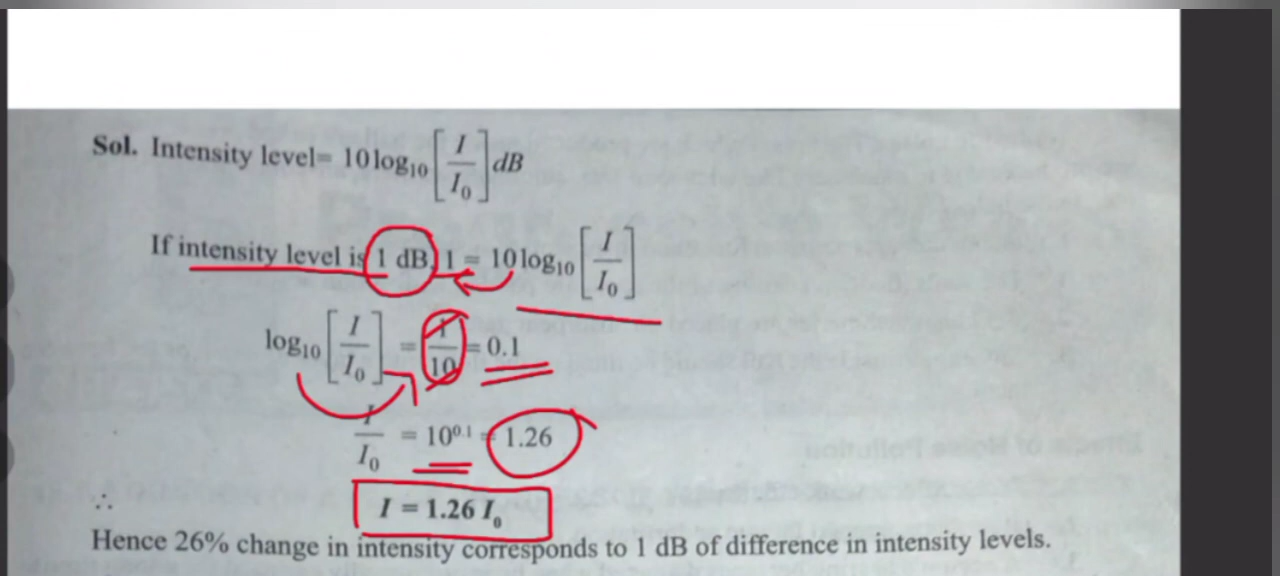 Sol. Intensity level= 10log₁₀ [I/I₀] dB
If intensity level is 1 dB, 1 = 10log₁₀ [I/I₀]
log₁₀ [I/I₀] = 1/10 = 0.1
I/I₀ = 10⁰·¹ = 1.26
∴
I = 1.26 I₀
Hence 26% change in intensity corresponds to 1 dB of difference in intensity levels.